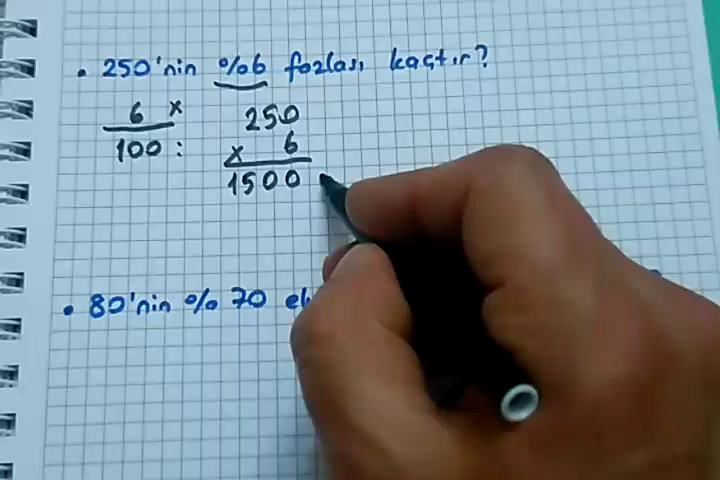 • 250'nin %6 fazlası kaçtır?
6 x 250
100 : x 6
1500
• 80'nin % 70